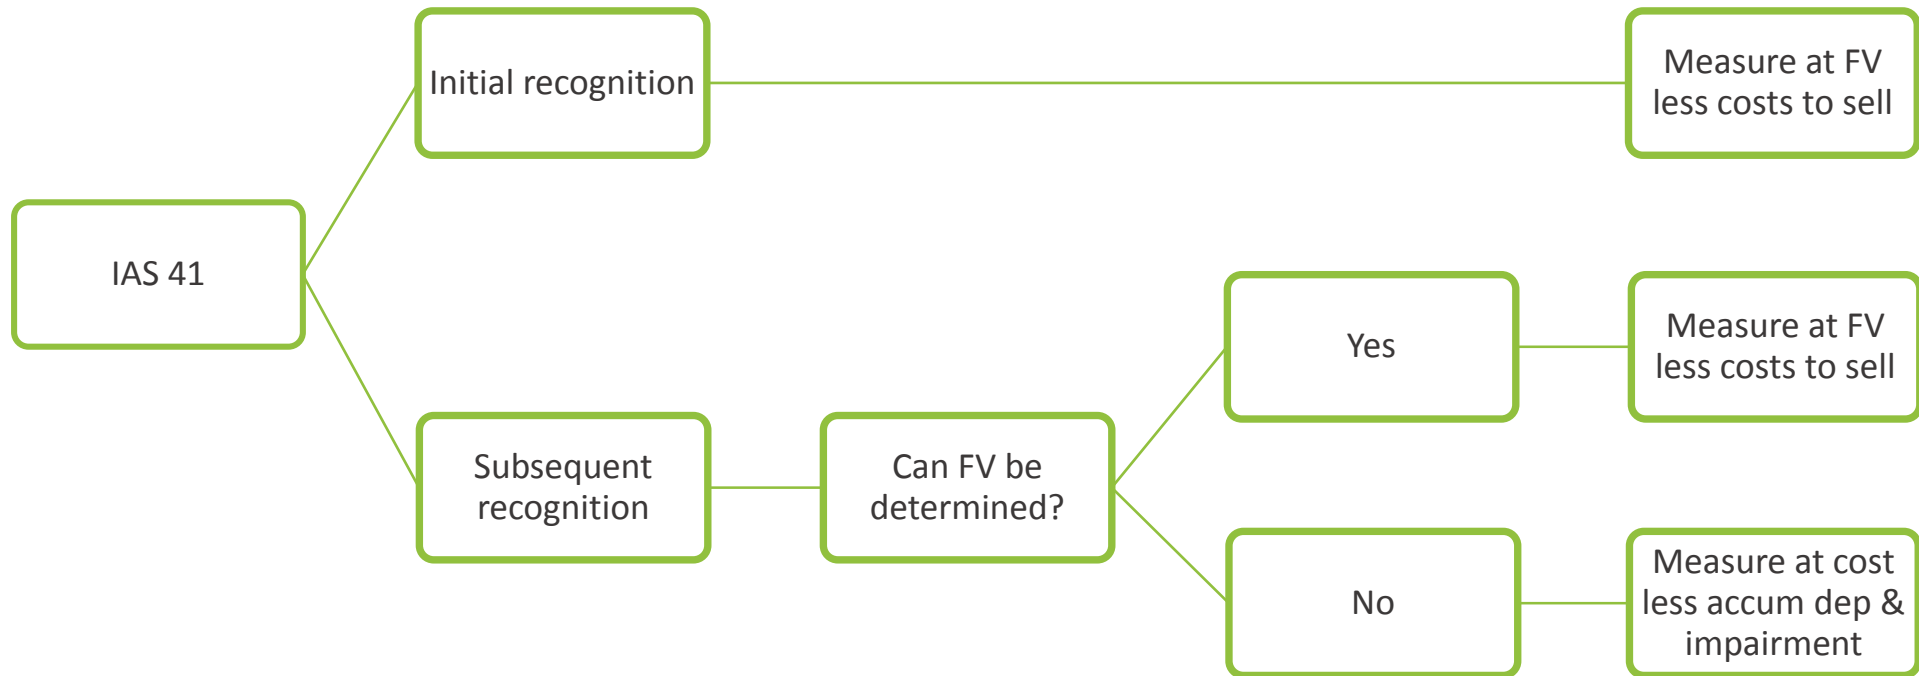 Initial recognition
Measure at FV
less costs to sell
IAS 41
Yes
Measure at FV
less costs to sell
Subsequent
recognition
Can FV be
determined?
No
Measure at cost
less accum dep &
impairment